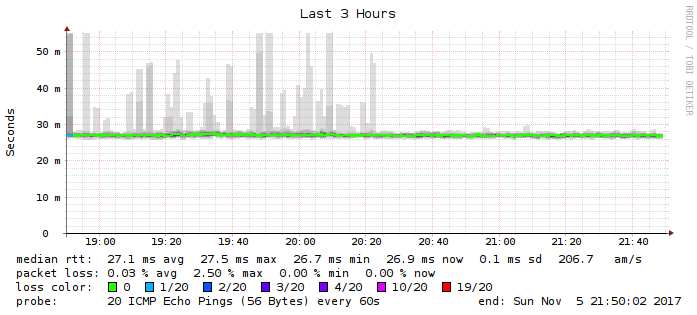 Last 3 Hours
RRDTOOL / TOBI OETIKER
Seconds
50 m
40 m
30 m
20 m
10 m
0
19:00 19:20 19:40 20:00 20:20 20:40 21:00 21:20 21:40
median rtt: 27.1 ms avg 27.5 ms max 26.7 ms min 26.9 ms now 0.1 ms sd 206.7 am/s
packet loss: 0.03 % avg 2.50 % max 0.00 % min 0.00 % now
loss color: 0 1/20 2/20 3/20 4/20 10/20 19/20
probe: 20 ICMP Echo Pings (56 Bytes) every 60s end: Sun Nov 5 21:50:02 2017